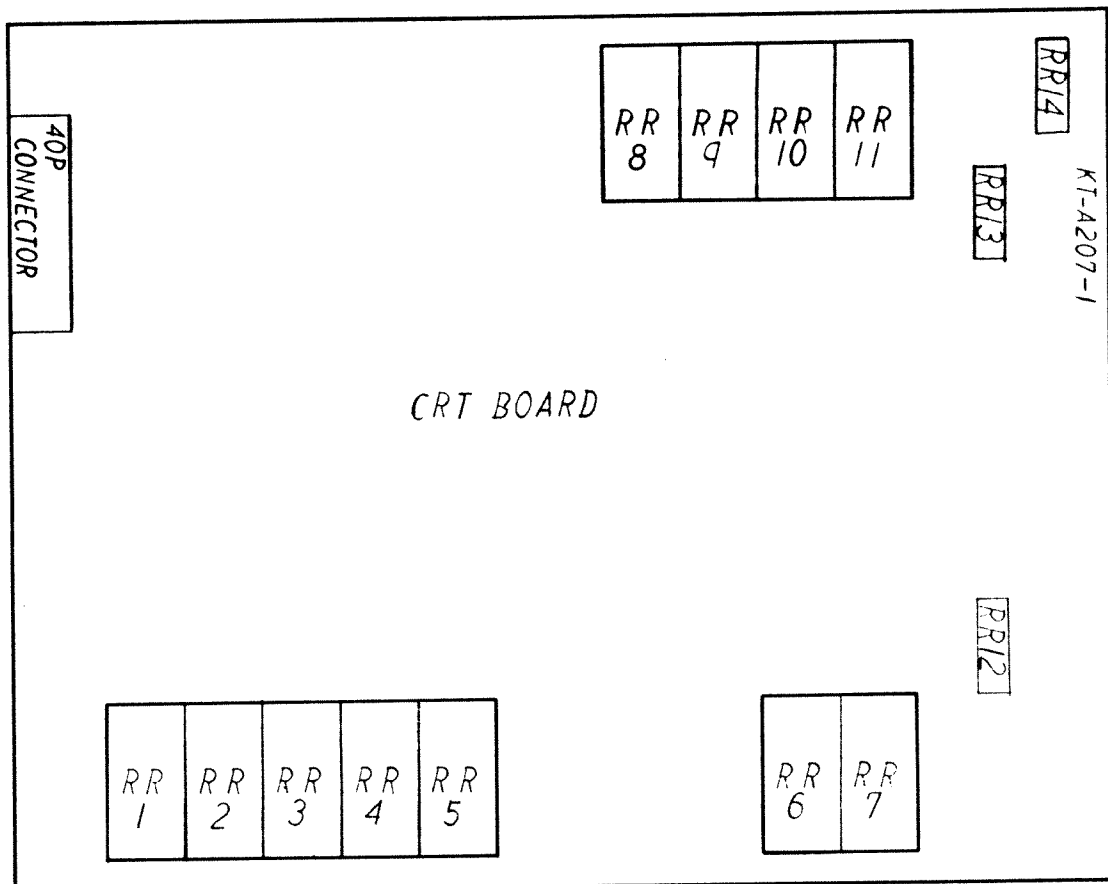 RR14
RR
8
RR
9
RR
10
RR
11
40P
CONNECTOR
RR13
KT-A207-1
CRT BOARD
RR12
RR
1
RR
2
RR
3
RR
4
RR
5
RR
6
RR
7